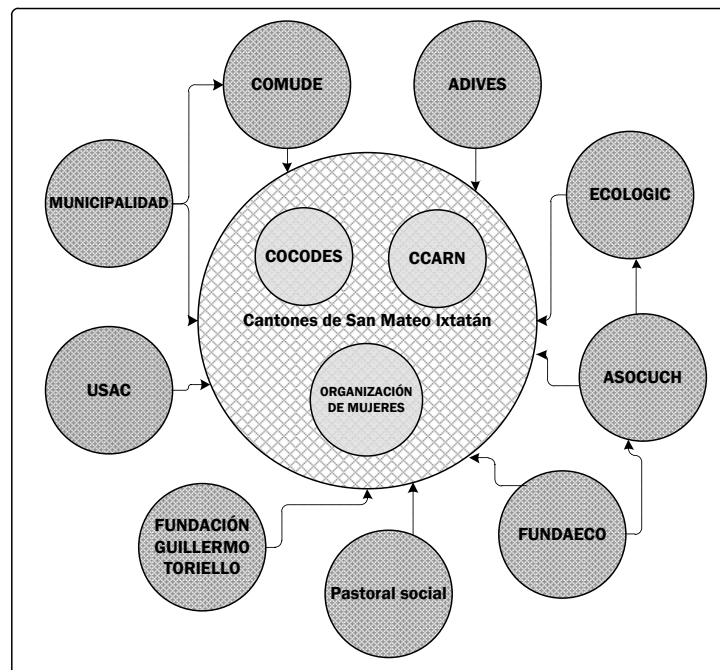 COMUDE
ADIVES
MUNICIPALIDAD
ECOLOGIC
COCODES
CCARN
Cantones de San Mateo Ixtatán
USAC
ORGANIZACIÓN
DE MUJERES
ASOCUCH
FUNDACIÓN
GUILLERMO
TORIELLO
Pastoral social
FUNDAECO